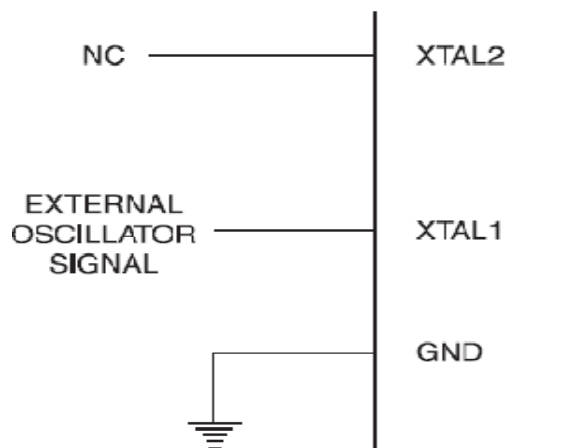 NC
XTAL2
EXTERNAL
OSCILLATOR
SIGNAL
XTAL1
GND